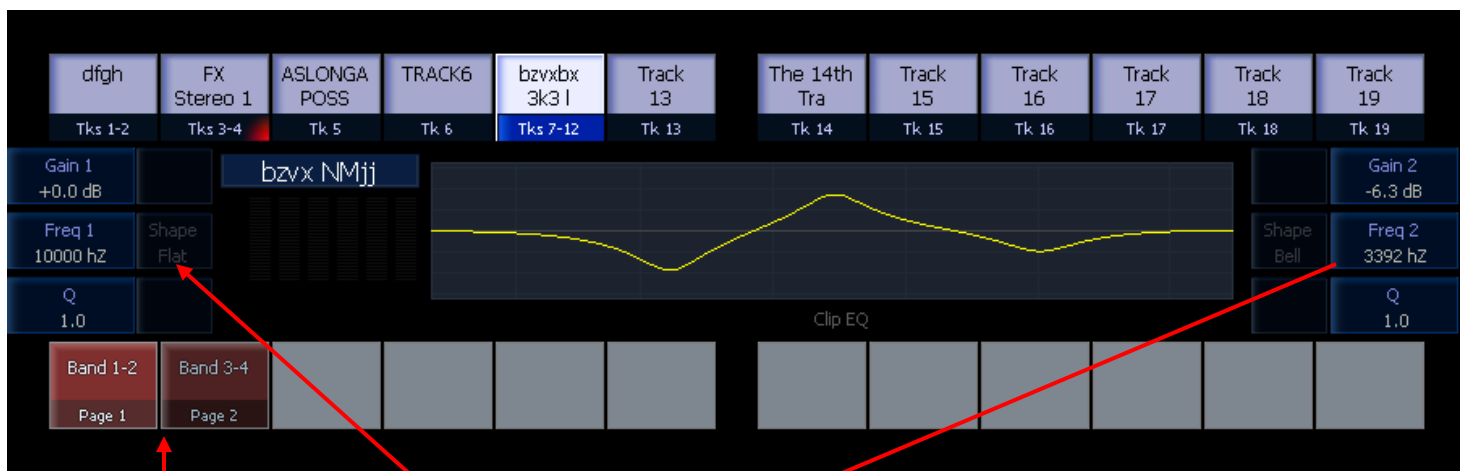 dfgh
FX
Stereo 1
ASLONGA
POSS
TRACK6
bzvxbx
3k3 l
Track
13
The 14th
Tra
Track
15
Track
16
Track
17
Track
18
Track
19
Tks 1-2
Tks 3-4
Tk 5
Tk 6
Tks 7-12
Tk 13
Tk 14
Tk 15
Tk 16
Tk 17
Tk 18
Tk 19
Gain 1
+0.0 dB
bzvx NMjj
Gain 2
-6.3 dB
Freq 1
10000 hZ
Shape
Flat
Shape
Bell
Freq 2
3392 hZ
Q
1.0
Clip EQ
Q
1.0
Band 1-2
Page 1
Band 3-4
Page 2